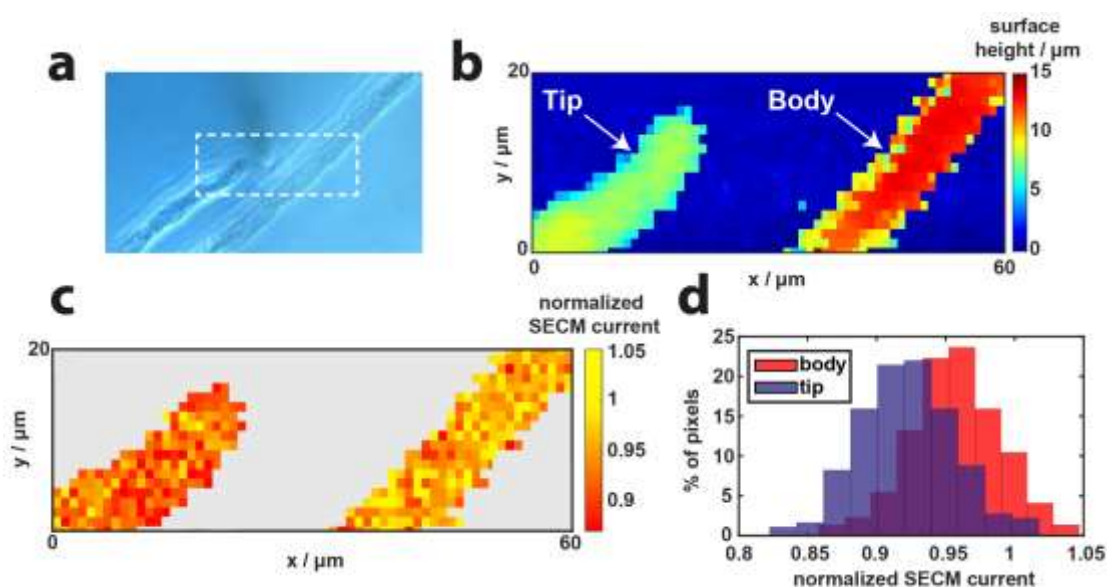 a
b
surface
height / µm
20
y / µm
0
Tip
Body
15
10
5
0
0
x / µm
60
c
normalized
SECM current
20
y / µm
0
0
x / µm
60
1.05
1
0.95
0.9
d
25
20
15
10
5
0
% of pixels
body
tip
0.8
0.85
0.9
0.95
1
1.05
normalized SECM current